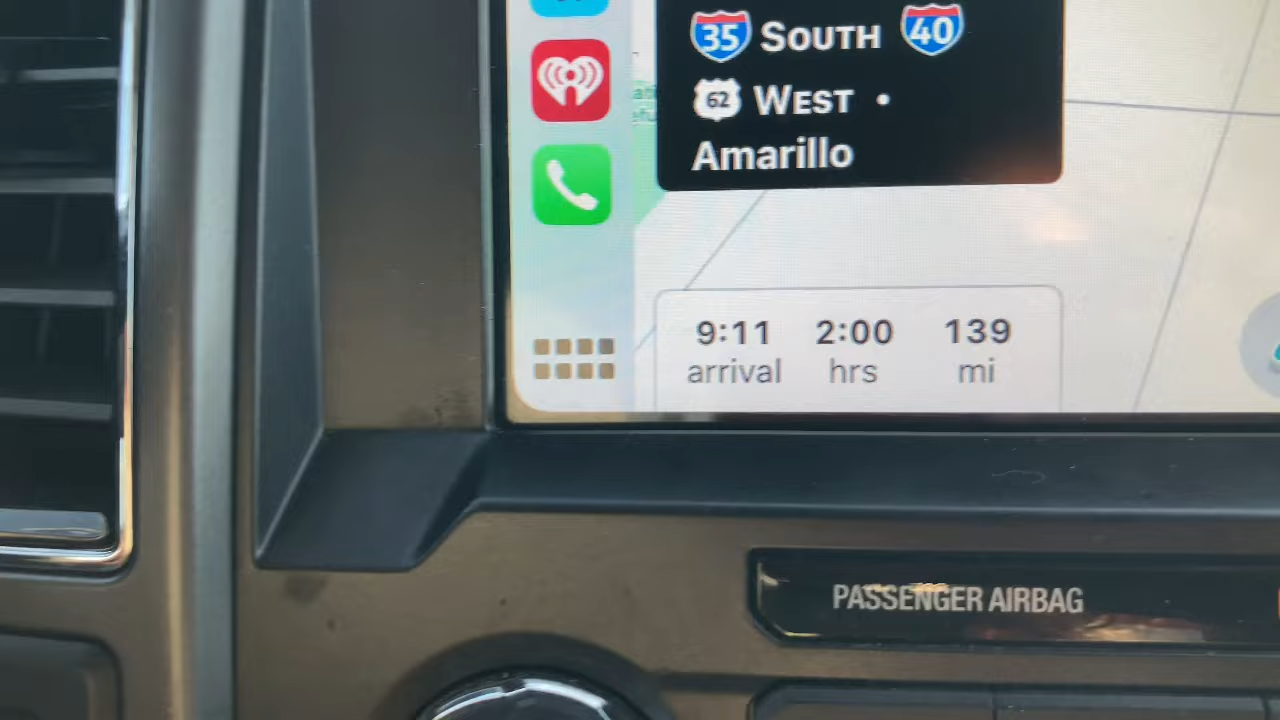 35 SOUTH 40
62 WEST •
Amarillo
9:11 2:00 139
arrival hrs mi
PASSENGER AIRBAG